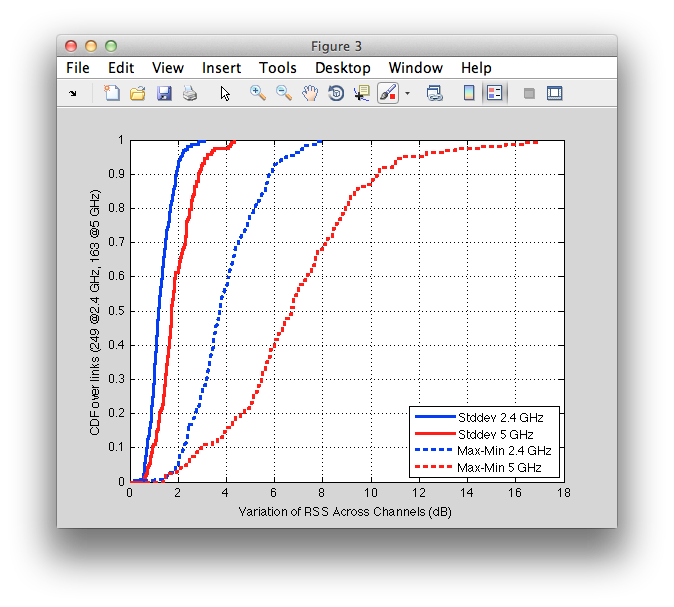 Figure 3
File Edit View Insert Tools Desktop Window Help
CDF over links (249 @2.4 GHz, 163 @5 GHz)
1
0.9
0.8
0.7
0.6
0.5
0.4
0.3
0.2
0.1
0
0 2 4 6 8 10 12 14 16 18
Variation of RSS Across Channels (dB)
Stddev 2.4 GHz
Stddev 5 GHz
Max-Min 2.4 GHz
Max-Min 5 GHz